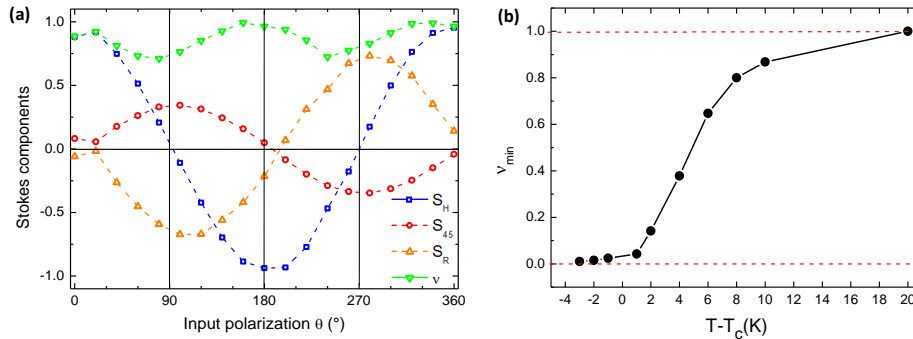 (a)
Stokes components
1.0
0.5
0.0
-0.5
-1.0
0
90
180
270
360
Input polarization θ (°)
S_H
S_45
S_R
ν
(b)
ν_min
1.0
0.8
0.6
0.4
0.2
0.0
-4 -2 0 2 4 6 8 10 12 14 16 18 20
T-T_c(K)